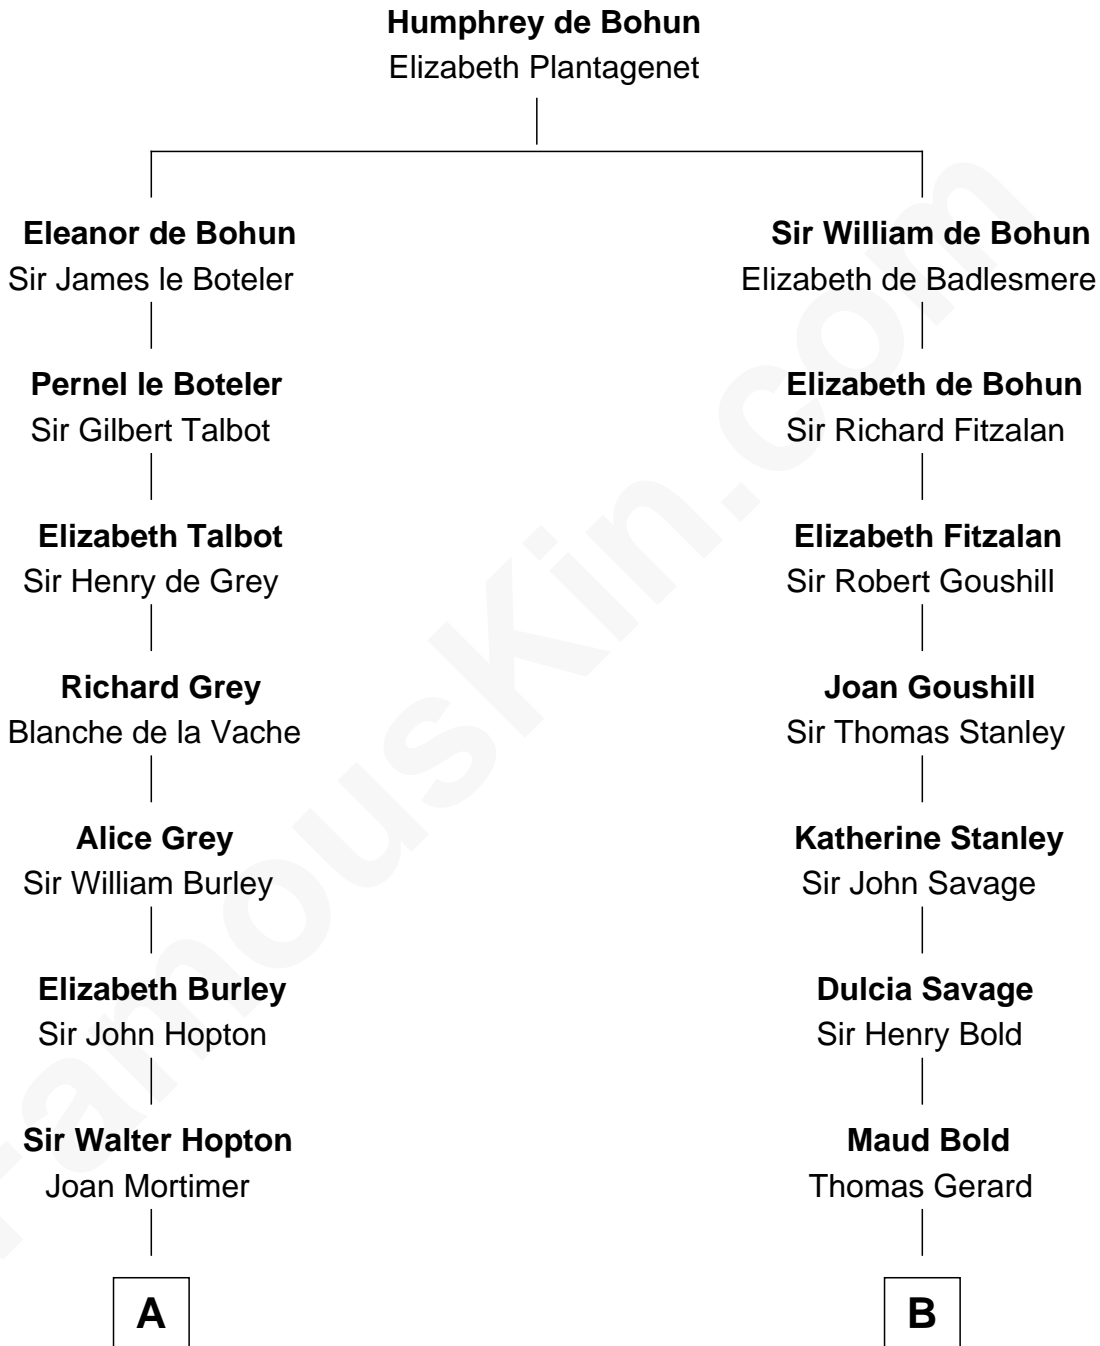 Humphrey de Bohun
Elizabeth Plantagenet
Eleanor de Bohun
Sir James le Boteler
Pernel le Boteler
Sir Gilbert Talbot
Elizabeth Talbot
Sir Henry de Grey
Richard Grey
Blanche de la Vache
Alice Grey
Sir William Burley
Elizabeth Burley
Sir John Hopton
Sir Walter Hopton
Joan Mortimer
A
Sir William de Bohun
Elizabeth de Badlesmere
Elizabeth de Bohun
Sir Richard Fitzalan
Elizabeth Fitzalan
Sir Robert Goushill
Joan Goushill
Sir Thomas Stanley
Katherine Stanley
Sir John Savage
Dulcia Savage
Sir Henry Bold
Maud Bold
Thomas Gerard
B
FamousKin.com